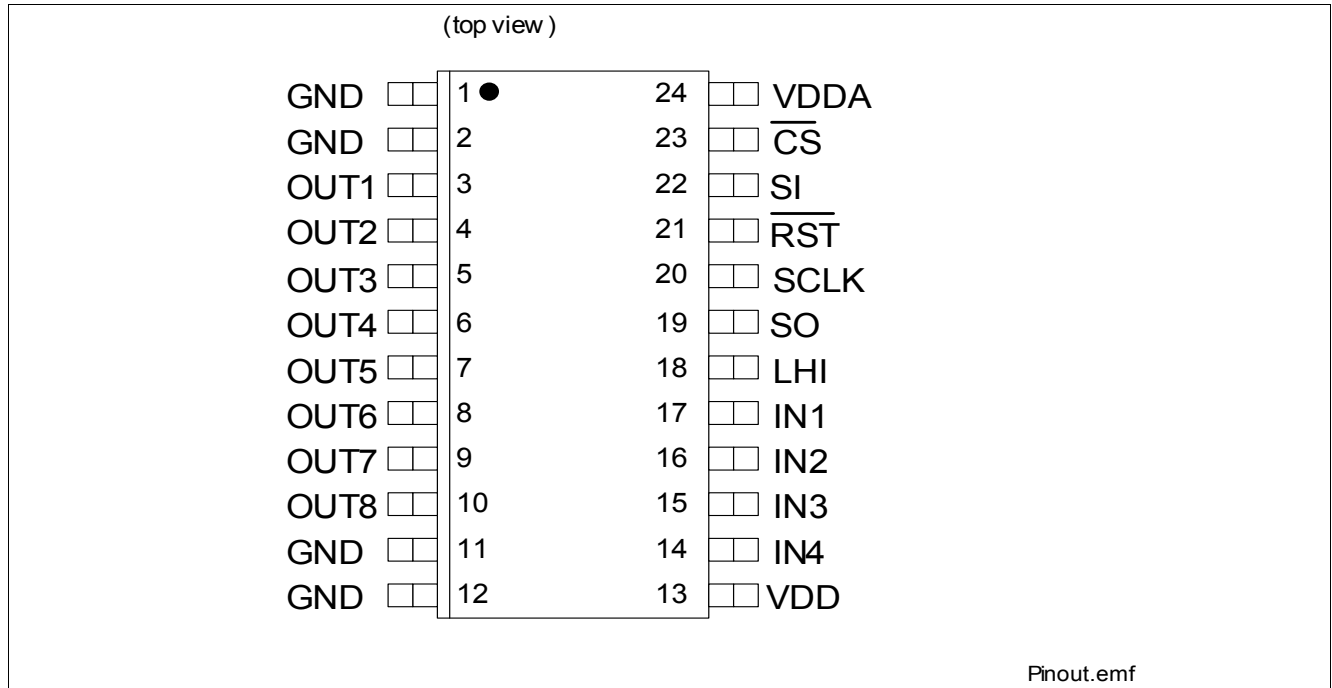 (top view )
GND 1 24 VDDA
GND 2 23 C̅S̅
OUT1 3 22 SI
OUT2 4 21 R̅S̅T̅
OUT3 5 20 SCLK
OUT4 6 19 SO
OUT5 7 18 LHI
OUT6 8 17 IN1
OUT7 9 16 IN2
OUT8 10 15 IN3
GND 11 14 IN4
GND 12 13 VDD
Pinout.emf